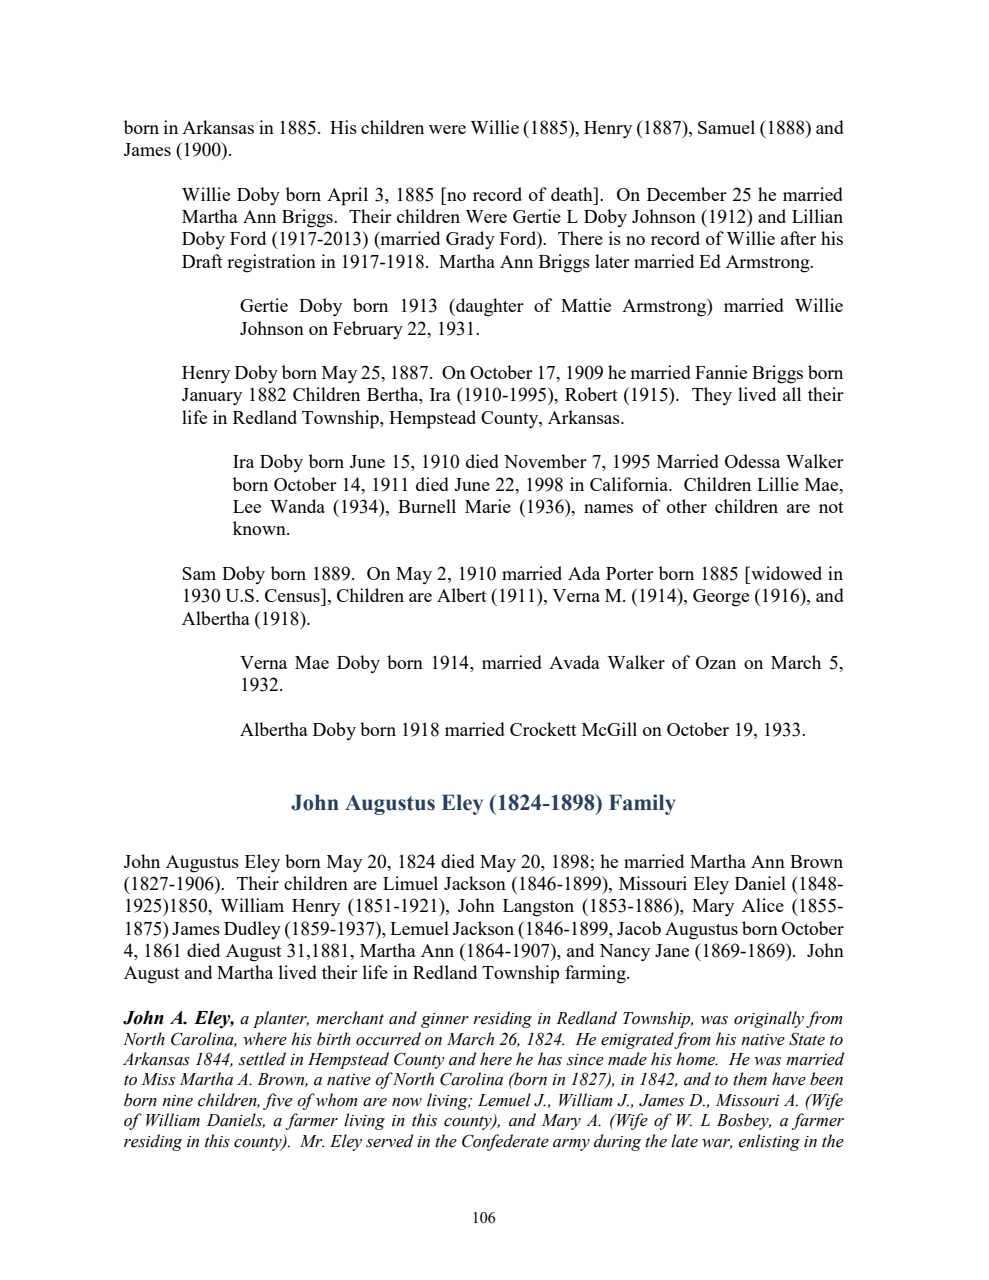 born in Arkansas in 1885.  His children were Willie (1885), Henry (1887), Samuel (1888) and
James (1900).
Willie Doby born April 3, 1885 [no record of death].  On December 25 he married
Martha Ann Briggs.  Their children Were Gertie L Doby Johnson (1912) and Lillian
Doby Ford (1917-2013) (married Grady Ford).  There is no record of Willie after his
Draft registration in 1917-1918.  Martha Ann Briggs later married Ed Armstrong.
Gertie Doby born 1913 (daughter of Mattie Armstrong) married Willie
Johnson on February 22, 1931.
Henry Doby born May 25, 1887.  On October 17, 1909 he married Fannie Briggs born
January 1882 Children Bertha, Ira (1910-1995), Robert (1915).  They lived all their
life in Redland Township, Hempstead County, Arkansas.
Ira Doby born June 15, 1910 died November 7, 1995 Married Odessa Walker
born October 14, 1911 died June 22, 1998 in California.  Children Lillie Mae,
Lee Wanda (1934), Burnell Marie (1936), names of other children are not
known.
Sam Doby born 1889.  On May 2, 1910 married Ada Porter born 1885 [widowed in
1930 U.S. Census], Children are Albert (1911), Verna M. (1914), George (1916), and
Albertha (1918).
Verna Mae Doby born 1914, married Avada Walker of Ozan on March 5,
1932.
Albertha Doby born 1918 married Crockett McGill on October 19, 1933.
John Augustus Eley (1824-1898) Family
John Augustus Eley born May 20, 1824 died May 20, 1898; he married Martha Ann Brown
(1827-1906).  Their children are Limuel Jackson (1846-1899), Missouri Eley Daniel (1848-
1925)1850, William Henry (1851-1921), John Langston (1853-1886), Mary Alice (1855-
1875) James Dudley (1859-1937), Lemuel Jackson (1846-1899, Jacob Augustus born October
4, 1861 died August 31,1881, Martha Ann (1864-1907), and Nancy Jane (1869-1869).  John
August and Martha lived their life in Redland Township farming.
John A. Eley, a planter, merchant and ginner residing in Redland Township, was originally from
North Carolina, where his birth occurred on March 26, 1824.  He emigrated from his native State to
Arkansas 1844, settled in Hempstead County and here he has since made his home.  He was married
to Miss Martha A. Brown, a native of North Carolina (born in 1827), in 1842, and to them have been
born nine children, five of whom are now living; Lemuel J., William J., James D., Missouri A. (Wife
of William Daniels, a farmer living in this county), and Mary A. (Wife of W. L Bosbey, a farmer
residing in this county).  Mr. Eley served in the Confederate army during the late war, enlisting in the
106